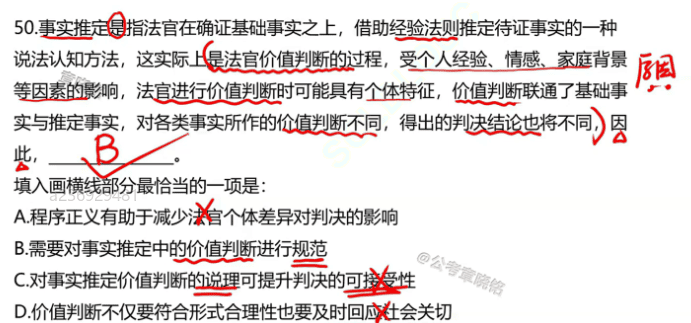 50.事实推定是指法官在确证基础事实之上，借助经验法则推定待证事实的一种
说法认知方法，这实际上是法官价值判断的过程，受个人经验、情感、家庭背景
等因素的影响，法官进行价值判断时可能具有个体特征，价值判断联通了基础事
原因
实与推定事实，对各类事实所作的价值判断不同，得出的判决结论也将不同，因
此，____________。
B
填入画横线部分最恰当的一项是：
A.程序正义有助于减少法官个体差异对判决的影响
B.需要对事实推定中的价值判断进行规范
C.对事实推定价值判断的说理可提升判决的可接受性
D.价值判断不仅要符合形式合理性也要及时回应社会关切
@公考章晓铭
a236929481